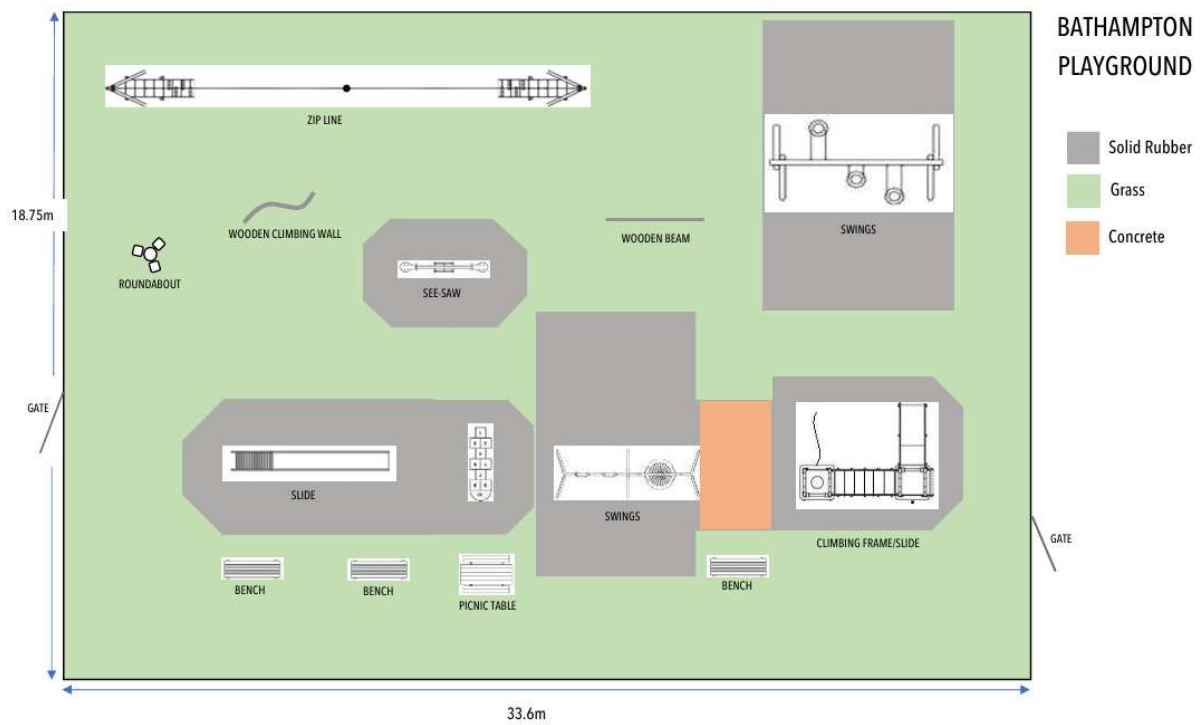 BATHAMPTON
PLAYGROUND
Solid Rubber
Grass
Concrete
ZIP LINE
18.75m
WOODEN CLIMBING WALL
WOODEN BEAM
SWINGS
ROUNDABOUT
SEE-SAW
GATE
SLIDE
SWINGS
CLIMBING FRAME/SLIDE
GATE
BENCH
BENCH
PICNIC TABLE
BENCH
33.6m